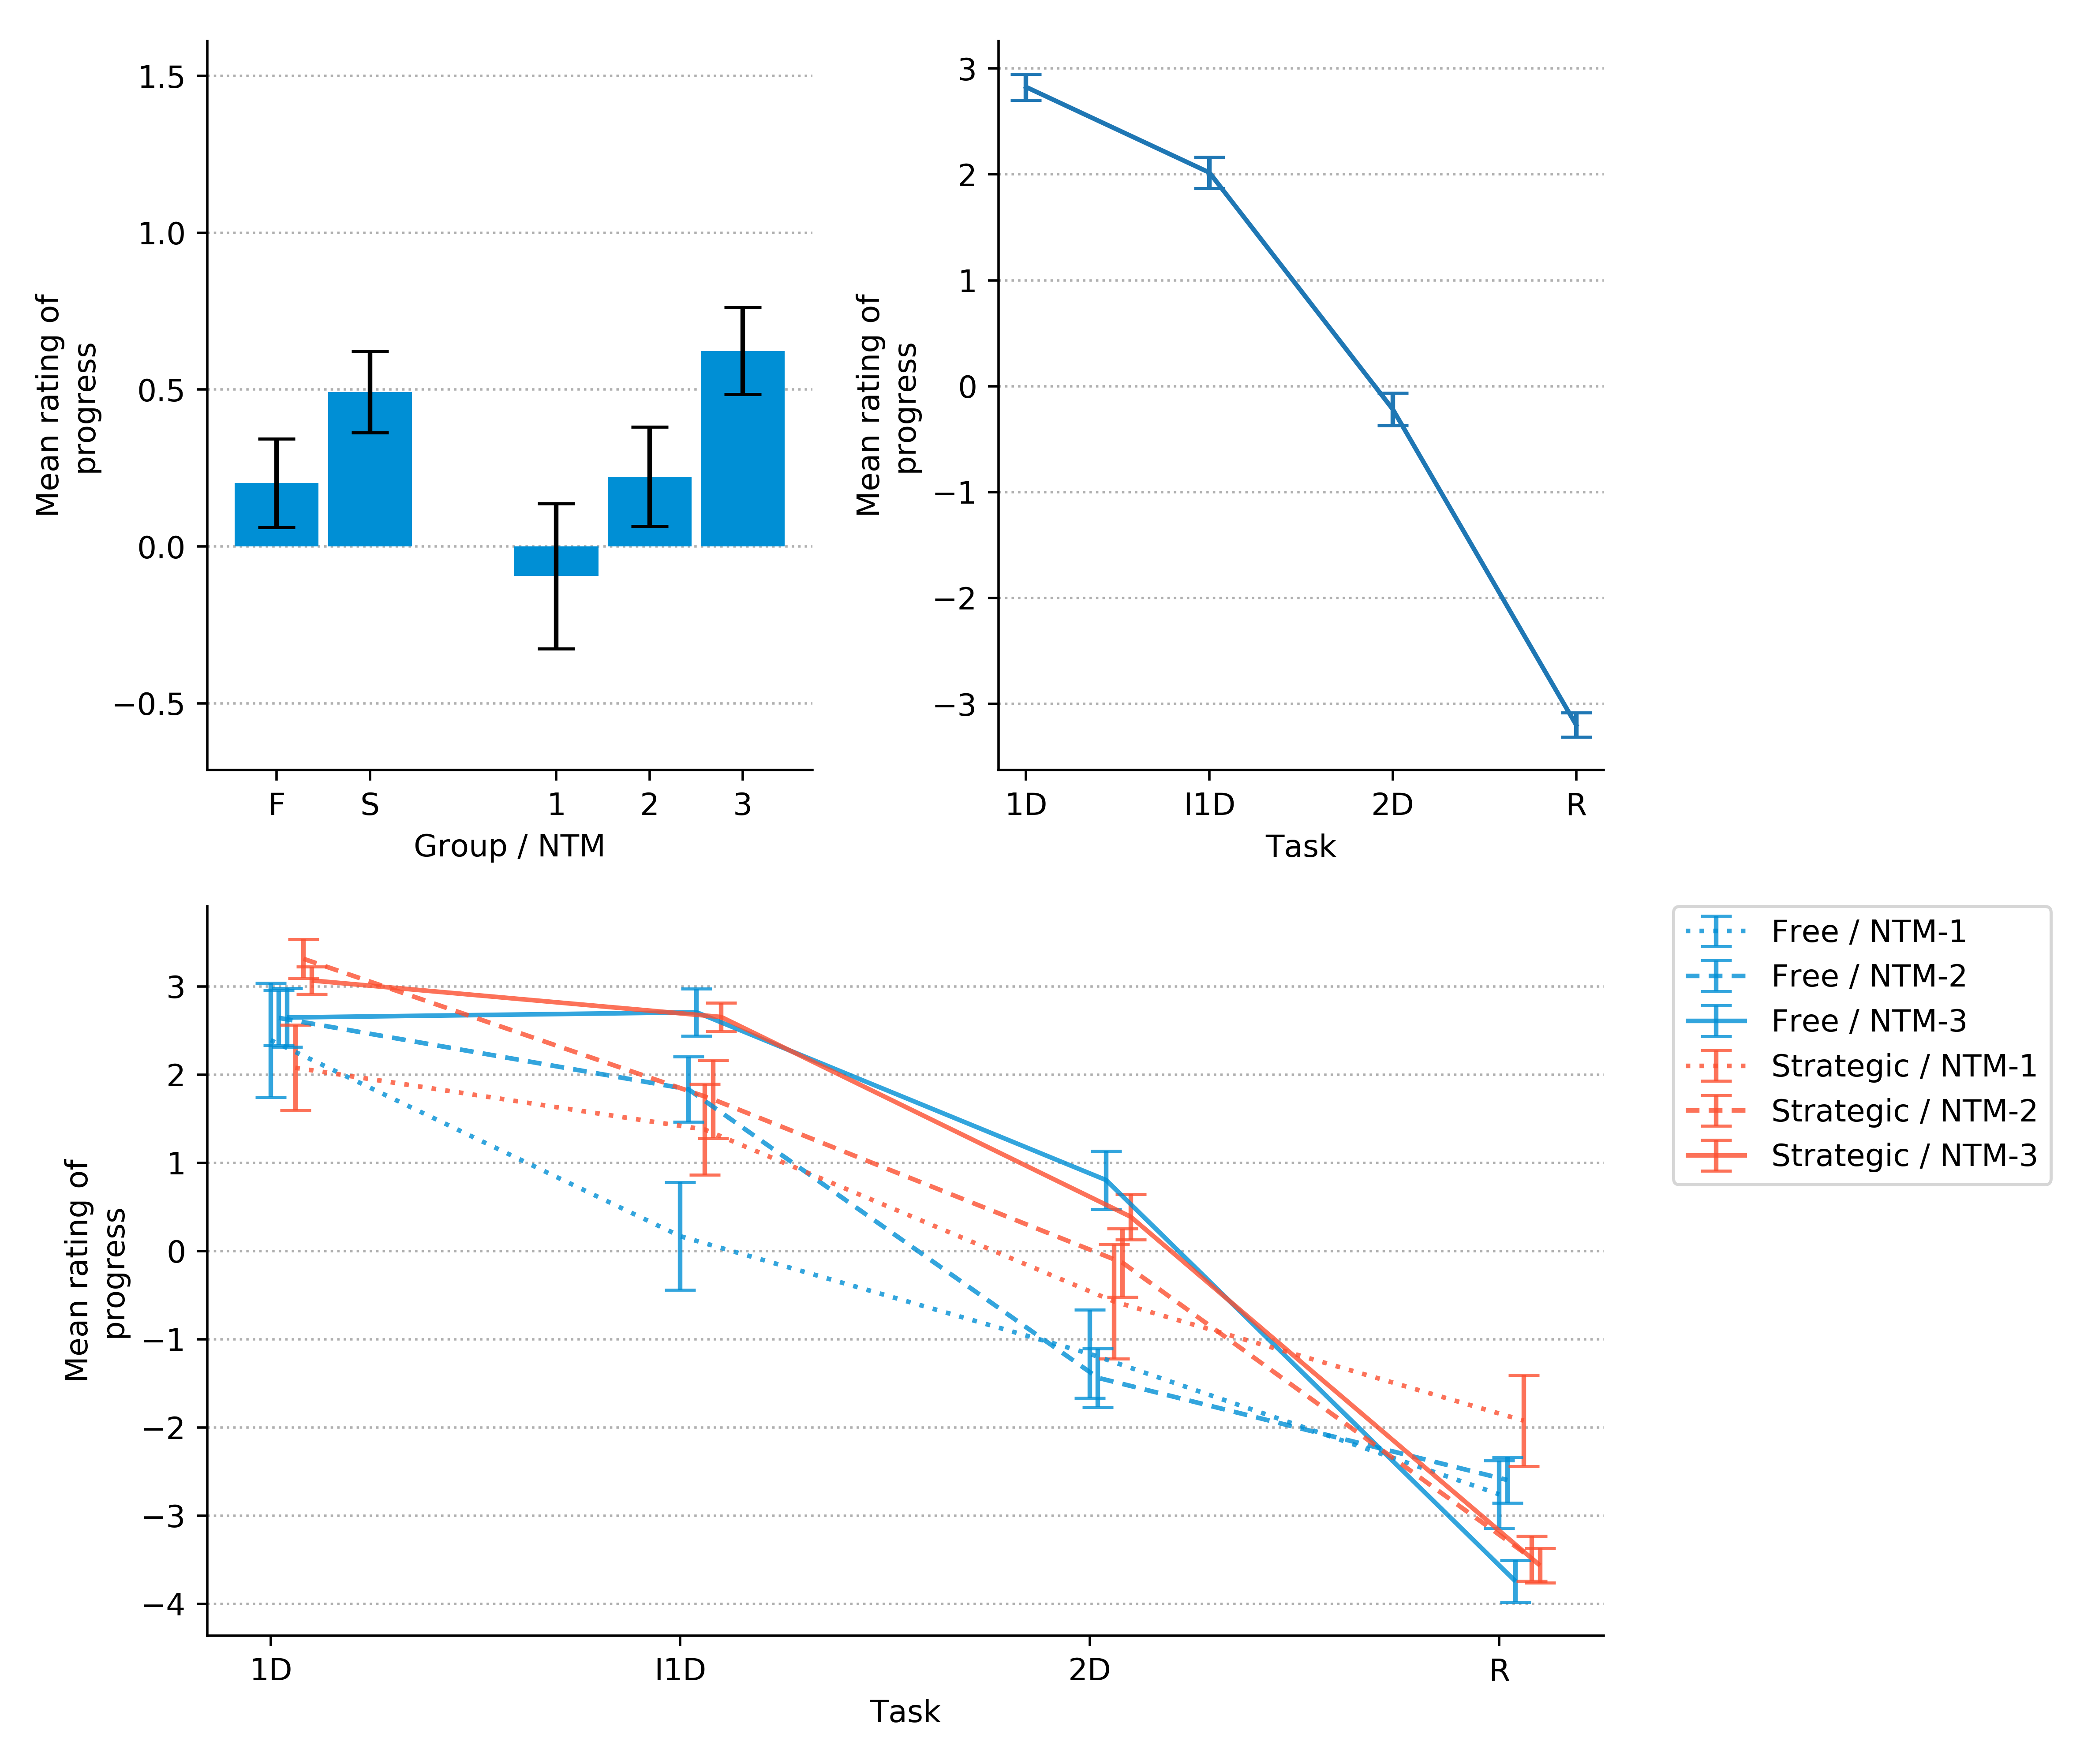 1.5
1.0
0.5
0.0
−0.5
Mean rating of
progress
F S 1 2 3
Group / NTM
3
2
1
0
−1
−2
−3
Mean rating of
progress
1D I1D 2D R
Task
3
2
1
0
−1
−2
−3
−4
Mean rating of
progress
1D I1D 2D R
Task
Free / NTM-1
Free / NTM-2
Free / NTM-3
Strategic / NTM-1
Strategic / NTM-2
Strategic / NTM-3